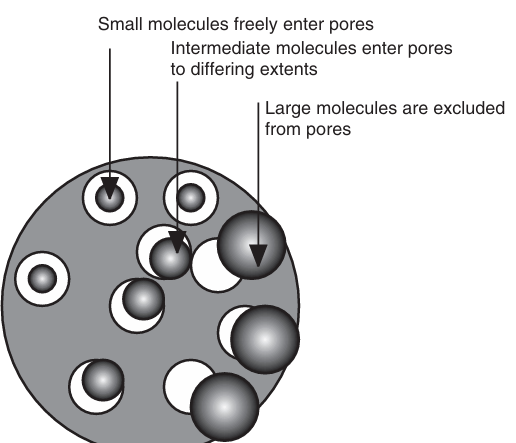 Small molecules freely enter pores
Intermediate molecules enter pores
to differing extents
Large molecules are excluded
from pores